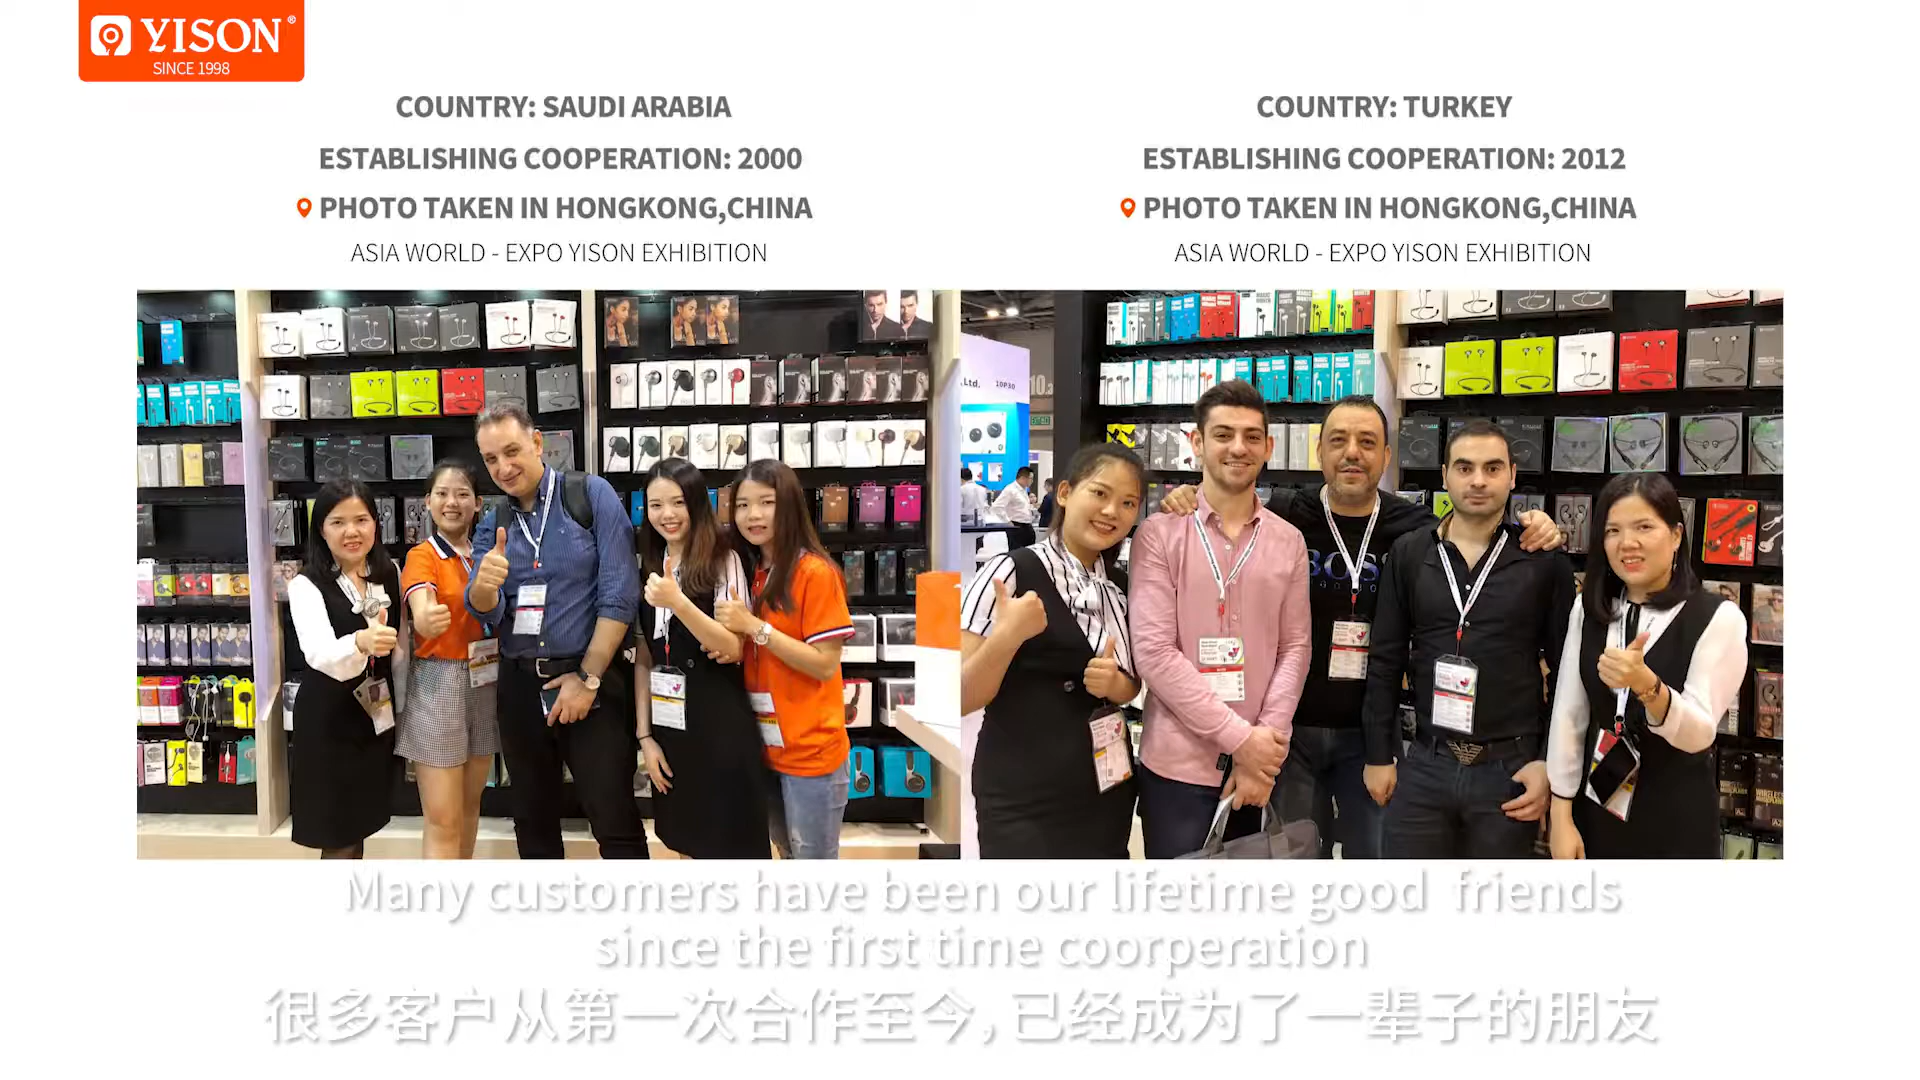 YISON®
SINCE 1998
COUNTRY: SAUDI ARABIA
ESTABLISHING COOPERATION: 2000
PHOTO TAKEN IN HONGKONG,CHINA
ASIA WORLD - EXPO YISON EXHIBITION
COUNTRY: TURKEY
ESTABLISHING COOPERATION: 2012
PHOTO TAKEN IN HONGKONG,CHINA
ASIA WORLD - EXPO YISON EXHIBITION
,Ltd. 10P30
BOSS
Many customers have been our lifetime good friends
since the first time coorperation
很多客户从第一次合作至今,已经成为了一辈子的朋友